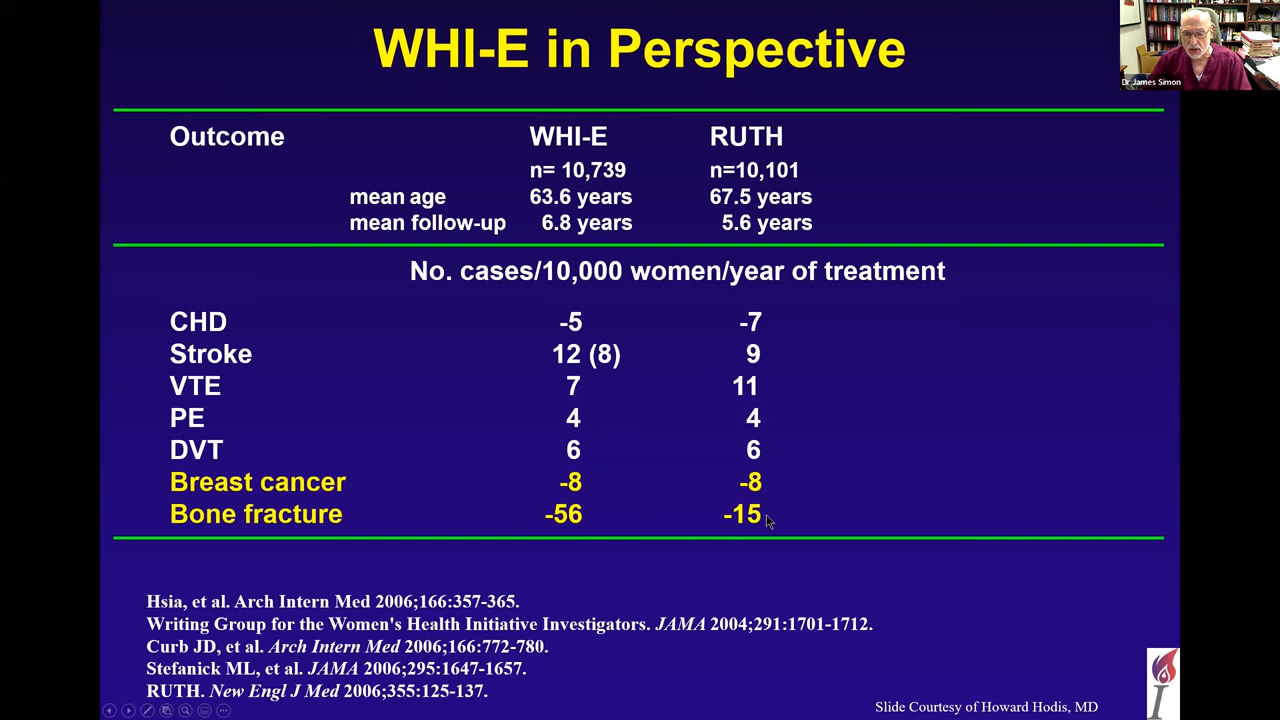 WHI-E in Perspective
Dr James Simon
Outcome WHI-E RUTH
n= 10,739 n=10,101
mean age 63.6 years 67.5 years
mean follow-up 6.8 years 5.6 years
No. cases/10,000 women/year of treatment
CHD -5 -7
Stroke 12 (8) 9
VTE 7 11
PE 4 4
DVT 6 6
Breast cancer -8 -8
Bone fracture -56 -15
Hsia, et al. Arch Intern Med 2006;166:357-365.
Writing Group for the Women's Health Initiative Investigators. JAMA 2004;291:1701-1712.
Curb JD, et al. Arch Intern Med 2006;166:772-780.
Stefanick ML, et al. JAMA 2006;295:1647-1657.
RUTH. New Engl J Med 2006;355:125-137.
Slide Courtesy of Howard Hodis, MD